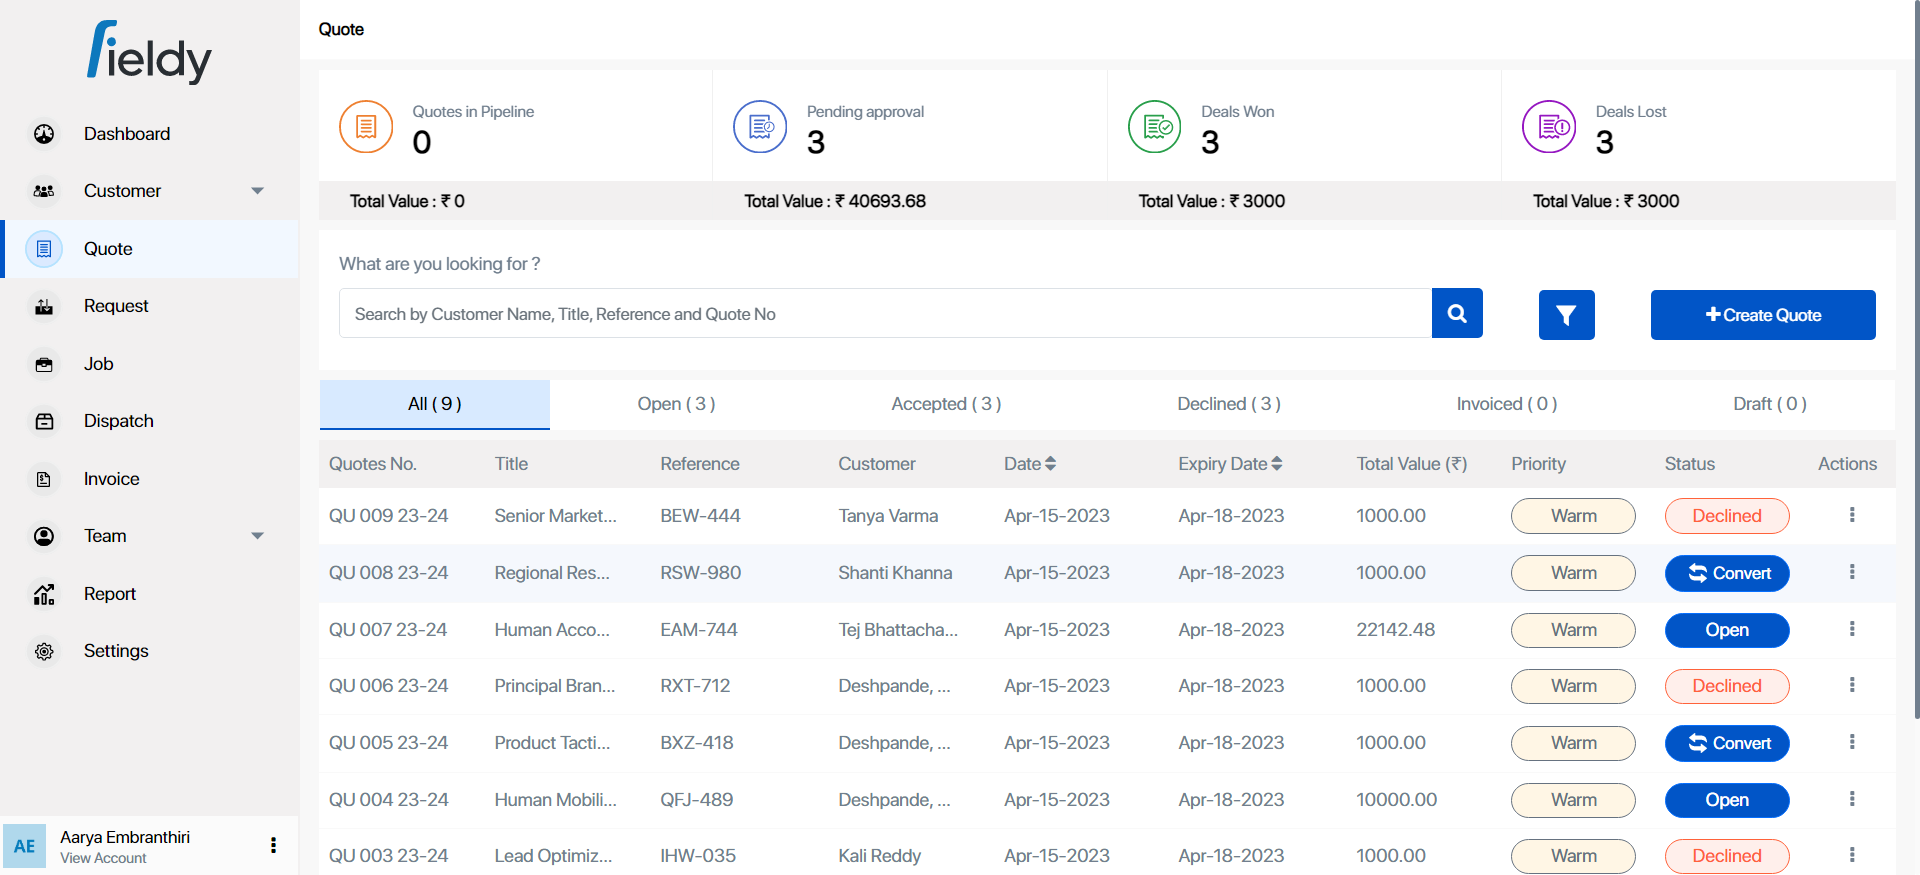 fieldy
Quote
Dashboard
Customer
Quote
Request
Job
Dispatch
Invoice
Team
Report
Settings
AE
Aarya Embranthiri
View Account
Quotes in Pipeline
0
Pending approval
3
Deals Won
3
Deals Lost
3
Total Value : ₹ 0
Total Value : ₹ 40693.68
Total Value : ₹ 3000
Total Value : ₹ 3000
What are you looking for ?
Search by Customer Name, Title, Reference and Quote No
Create Quote
All ( 9 ) Open ( 3 ) Accepted ( 3 ) Declined ( 3 ) Invoiced ( 0 ) Draft ( 0 )
Quotes No. Title Reference Customer Date Expiry Date Total Value (₹) Priority Status Actions
QU 009 23-24 Senior Market... BEW-444 Tanya Varma Apr-15-2023 Apr-18-2023 1000.00 Warm Declined
QU 008 23-24 Regional Res... RSW-980 Shanti Khanna Apr-15-2023 Apr-18-2023 1000.00 Warm Convert
QU 007 23-24 Human Acco... EAM-744 Tej Bhattacha... Apr-15-2023 Apr-18-2023 22142.48 Warm Open
QU 006 23-24 Principal Bran... RXT-712 Deshpande, ... Apr-15-2023 Apr-18-2023 1000.00 Warm Declined
QU 005 23-24 Product Tacti... BXZ-418 Deshpande, ... Apr-15-2023 Apr-18-2023 1000.00 Warm Convert
QU 004 23-24 Human Mobili... QFJ-489 Deshpande, ... Apr-15-2023 Apr-18-2023 10000.00 Warm Open
QU 003 23-24 Lead Optimiz... IHW-035 Kali Reddy Apr-15-2023 Apr-18-2023 1000.00 Warm Declined